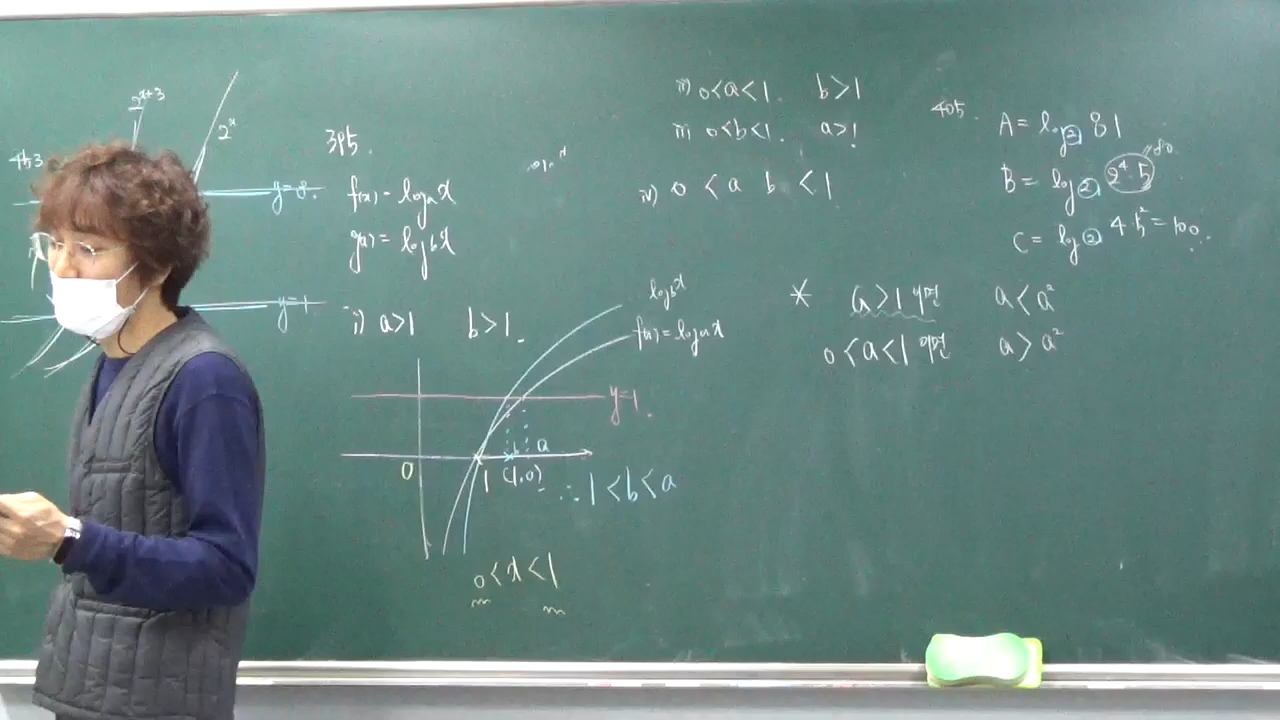 2^{x+3}
2^x
y=8.
y=1
395.
f(x)=log_a x
g(x)=log_b x
i) a>1 b>1.
log_b x
f(x)=log_a x
y=1.
b a
0 1 (1,0)
∴ 1<b<a
0<x<1
ii) 0<a<1. b>1
iii) 0<b<1. a>1
iv) 0 < a b < 1
405.
A = log_2 81
B = log_2 2^4·5 =80
C = log_2 4·5^2=100
* a>1 이면 a<a^2
0<a<1 이면 a>a^2